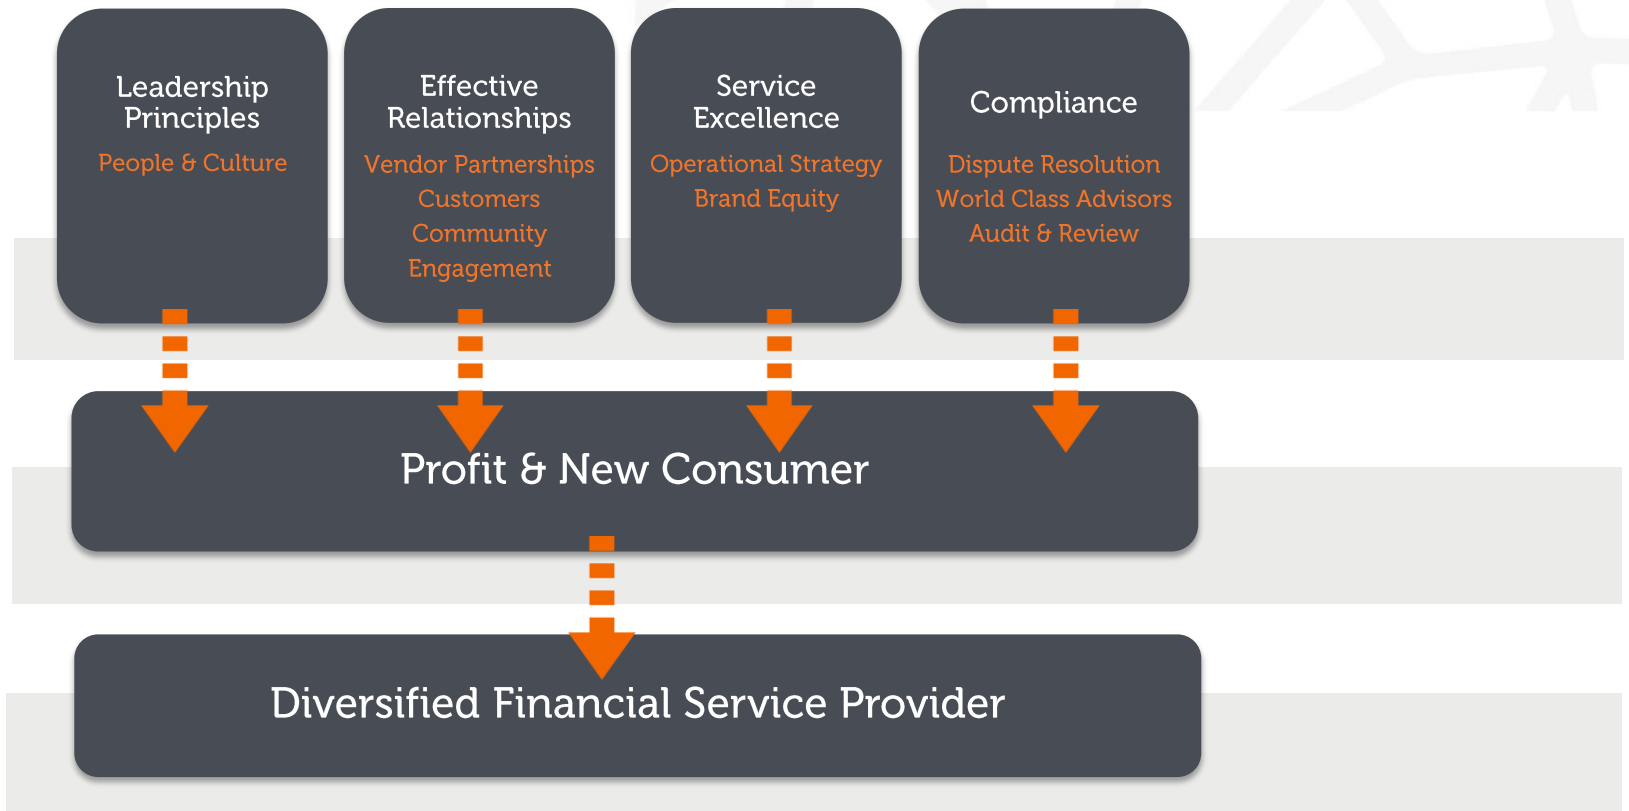 Leadership
Principles
People & Culture
Effective
Relationships
Vendor Partnerships
Customers
Community
Engagement
Service
Excellence
Operational Strategy
Brand Equity
Compliance
Dispute Resolution
World Class Advisors
Audit & Review
Profit & New Consumer
Diversified Financial Service Provider